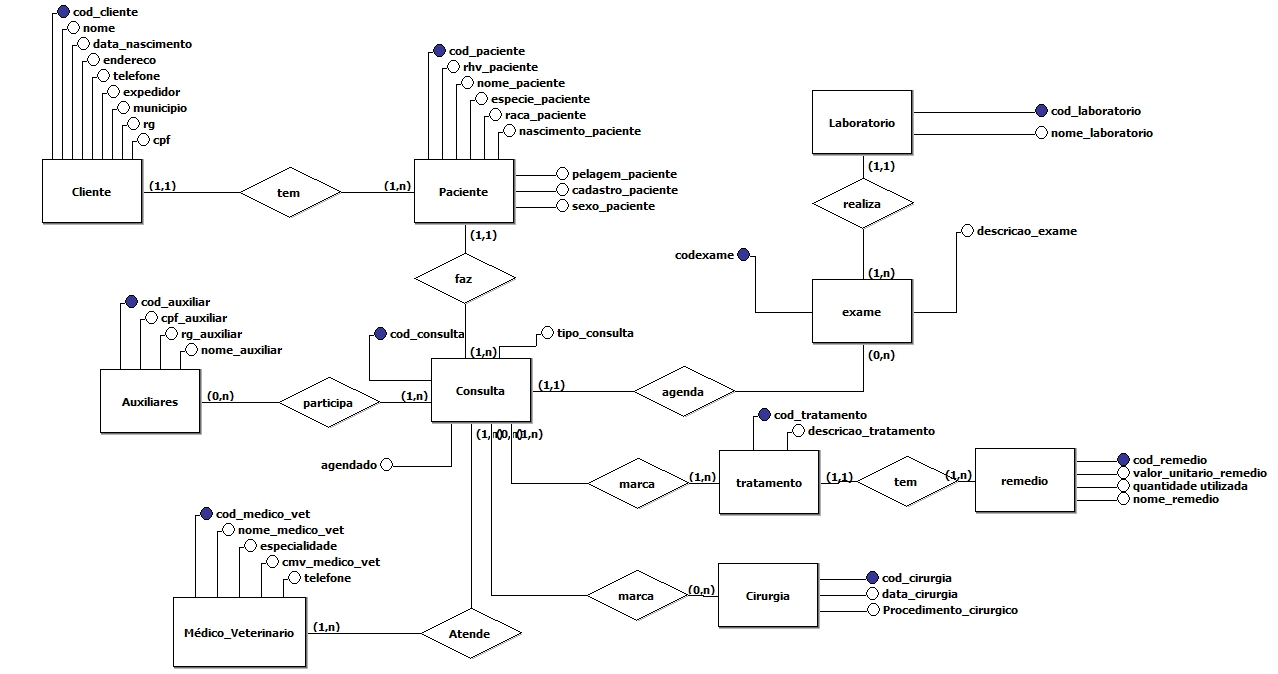 cod_cliente
nome
data_nascimento
endereco
telefone
expedidor
municipio
rg
cpf
Cliente
(1,1)
tem
(1,n)
cod_paciente
rhv_paciente
nome_paciente
especie_paciente
raca_paciente
nascimento_paciente
Paciente
pelagem_paciente
cadastro_paciente
sexo_paciente
(1,1)
faz
(1,n)
Laboratorio
cod_laboratorio
nome_laboratorio
(1,1)
realiza
(1,n)
codexame
descricao_exame
exame
(0,n)
cod_auxiliar
cpf_auxiliar
rg_auxiliar
nome_auxiliar
Auxiliares
(0,n)
participa
(1,n)
cod_consulta
tipo_consulta
Consulta
(1,1)
agenda
agendado
(1,n)
(0,n)
(1,n)
marca
(1,n)
cod_tratamento
descricao_tratamento
tratamento
(1,1)
tem
(1,n)
remedio
cod_remedio
valor_unitario_remedio
quantidade utilizada
nome_remedio
cod_medico_vet
nome_medico_vet
especialidade
cmv_medico_vet
telefone
Médico_Veterinario
(1,n)
Atende
marca
(0,n)
Cirurgia
cod_cirurgia
data_cirurgia
Procedimento_cirurgico